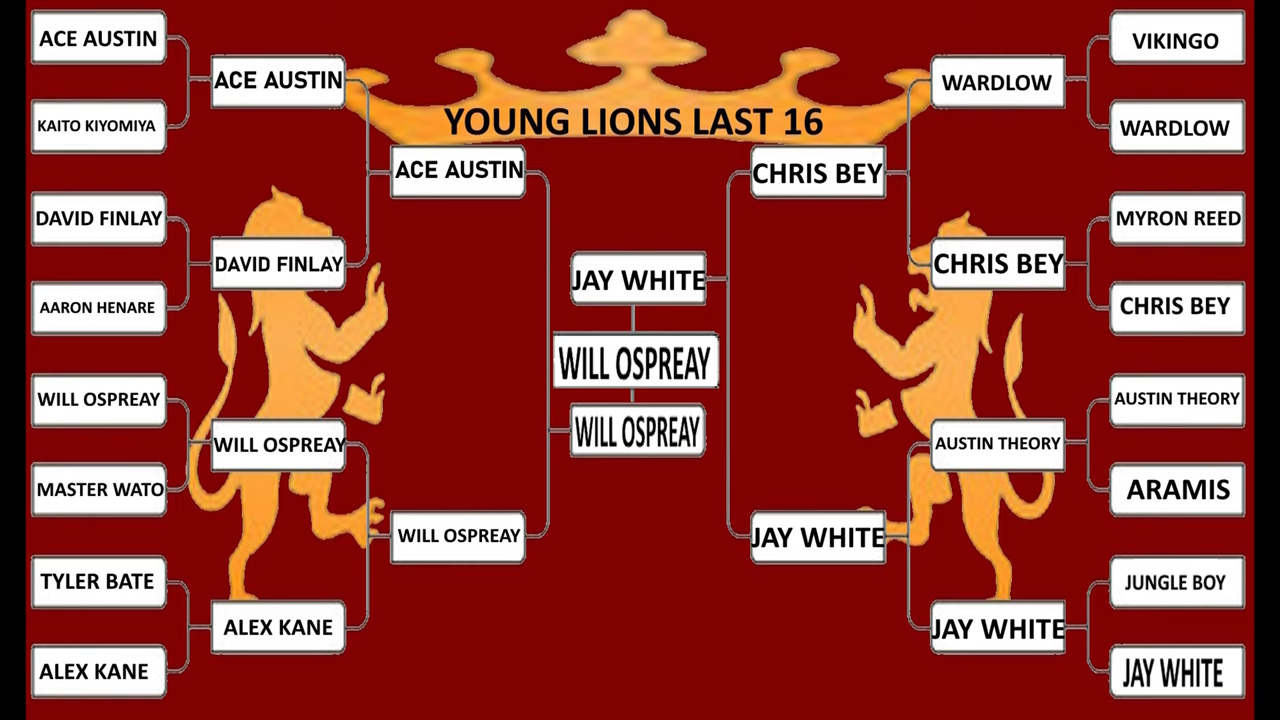 YOUNG LIONS LAST 16
ACE AUSTIN
KAITO KIYOMIYA
DAVID FINLAY
AARON HENARE
WILL OSPREAY
MASTER WATO
TYLER BATE
ALEX KANE
ACE AUSTIN
DAVID FINLAY
WILL OSPREAY
ALEX KANE
ACE AUSTIN
WILL OSPREAY
JAY WHITE
WILL OSPREAY
WILL OSPREAY
CHRIS BEY
JAY WHITE
WARDLOW
CHRIS BEY
AUSTIN THEORY
JAY WHITE
VIKINGO
WARDLOW
MYRON REED
CHRIS BEY
AUSTIN THEORY
ARAMIS
JUNGLE BOY
JAY WHITE